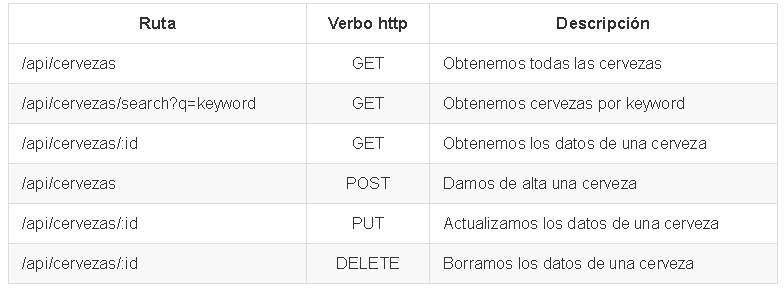 Ruta Verbo http Descripción
/api/cervezas GET Obtenemos todas las cervezas
/api/cervezas/search?q=keyword GET Obtenemos cervezas por keyword
/api/cervezas/:id GET Obtenemos los datos de una cerveza
/api/cervezas POST Damos de alta una cerveza
/api/cervezas/:id PUT Actualizamos los datos de una cerveza
/api/cervezas/:id DELETE Borramos los datos de una cerveza